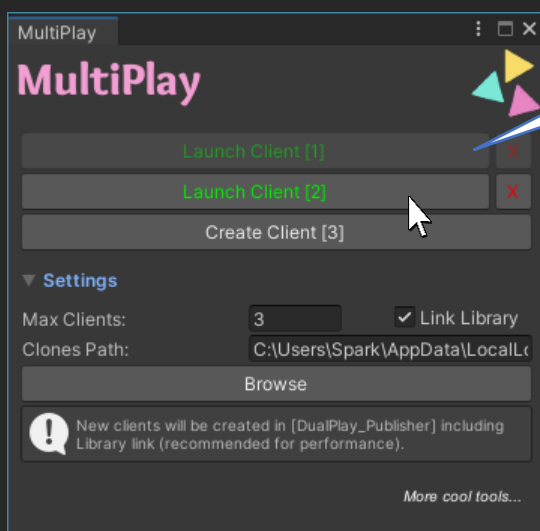 MultiPlay
MultiPlay
Launch Client [1] X
Launch Client [2] X
Create Client [3]
Settings
Max Clients: 3 Link Library
Clones Path: C:\Users\Spark\AppData\LocalLo
Browse
New clients will be created in [DualPlay_Publisher] including
Library link (recommended for performance).
More cool tools...